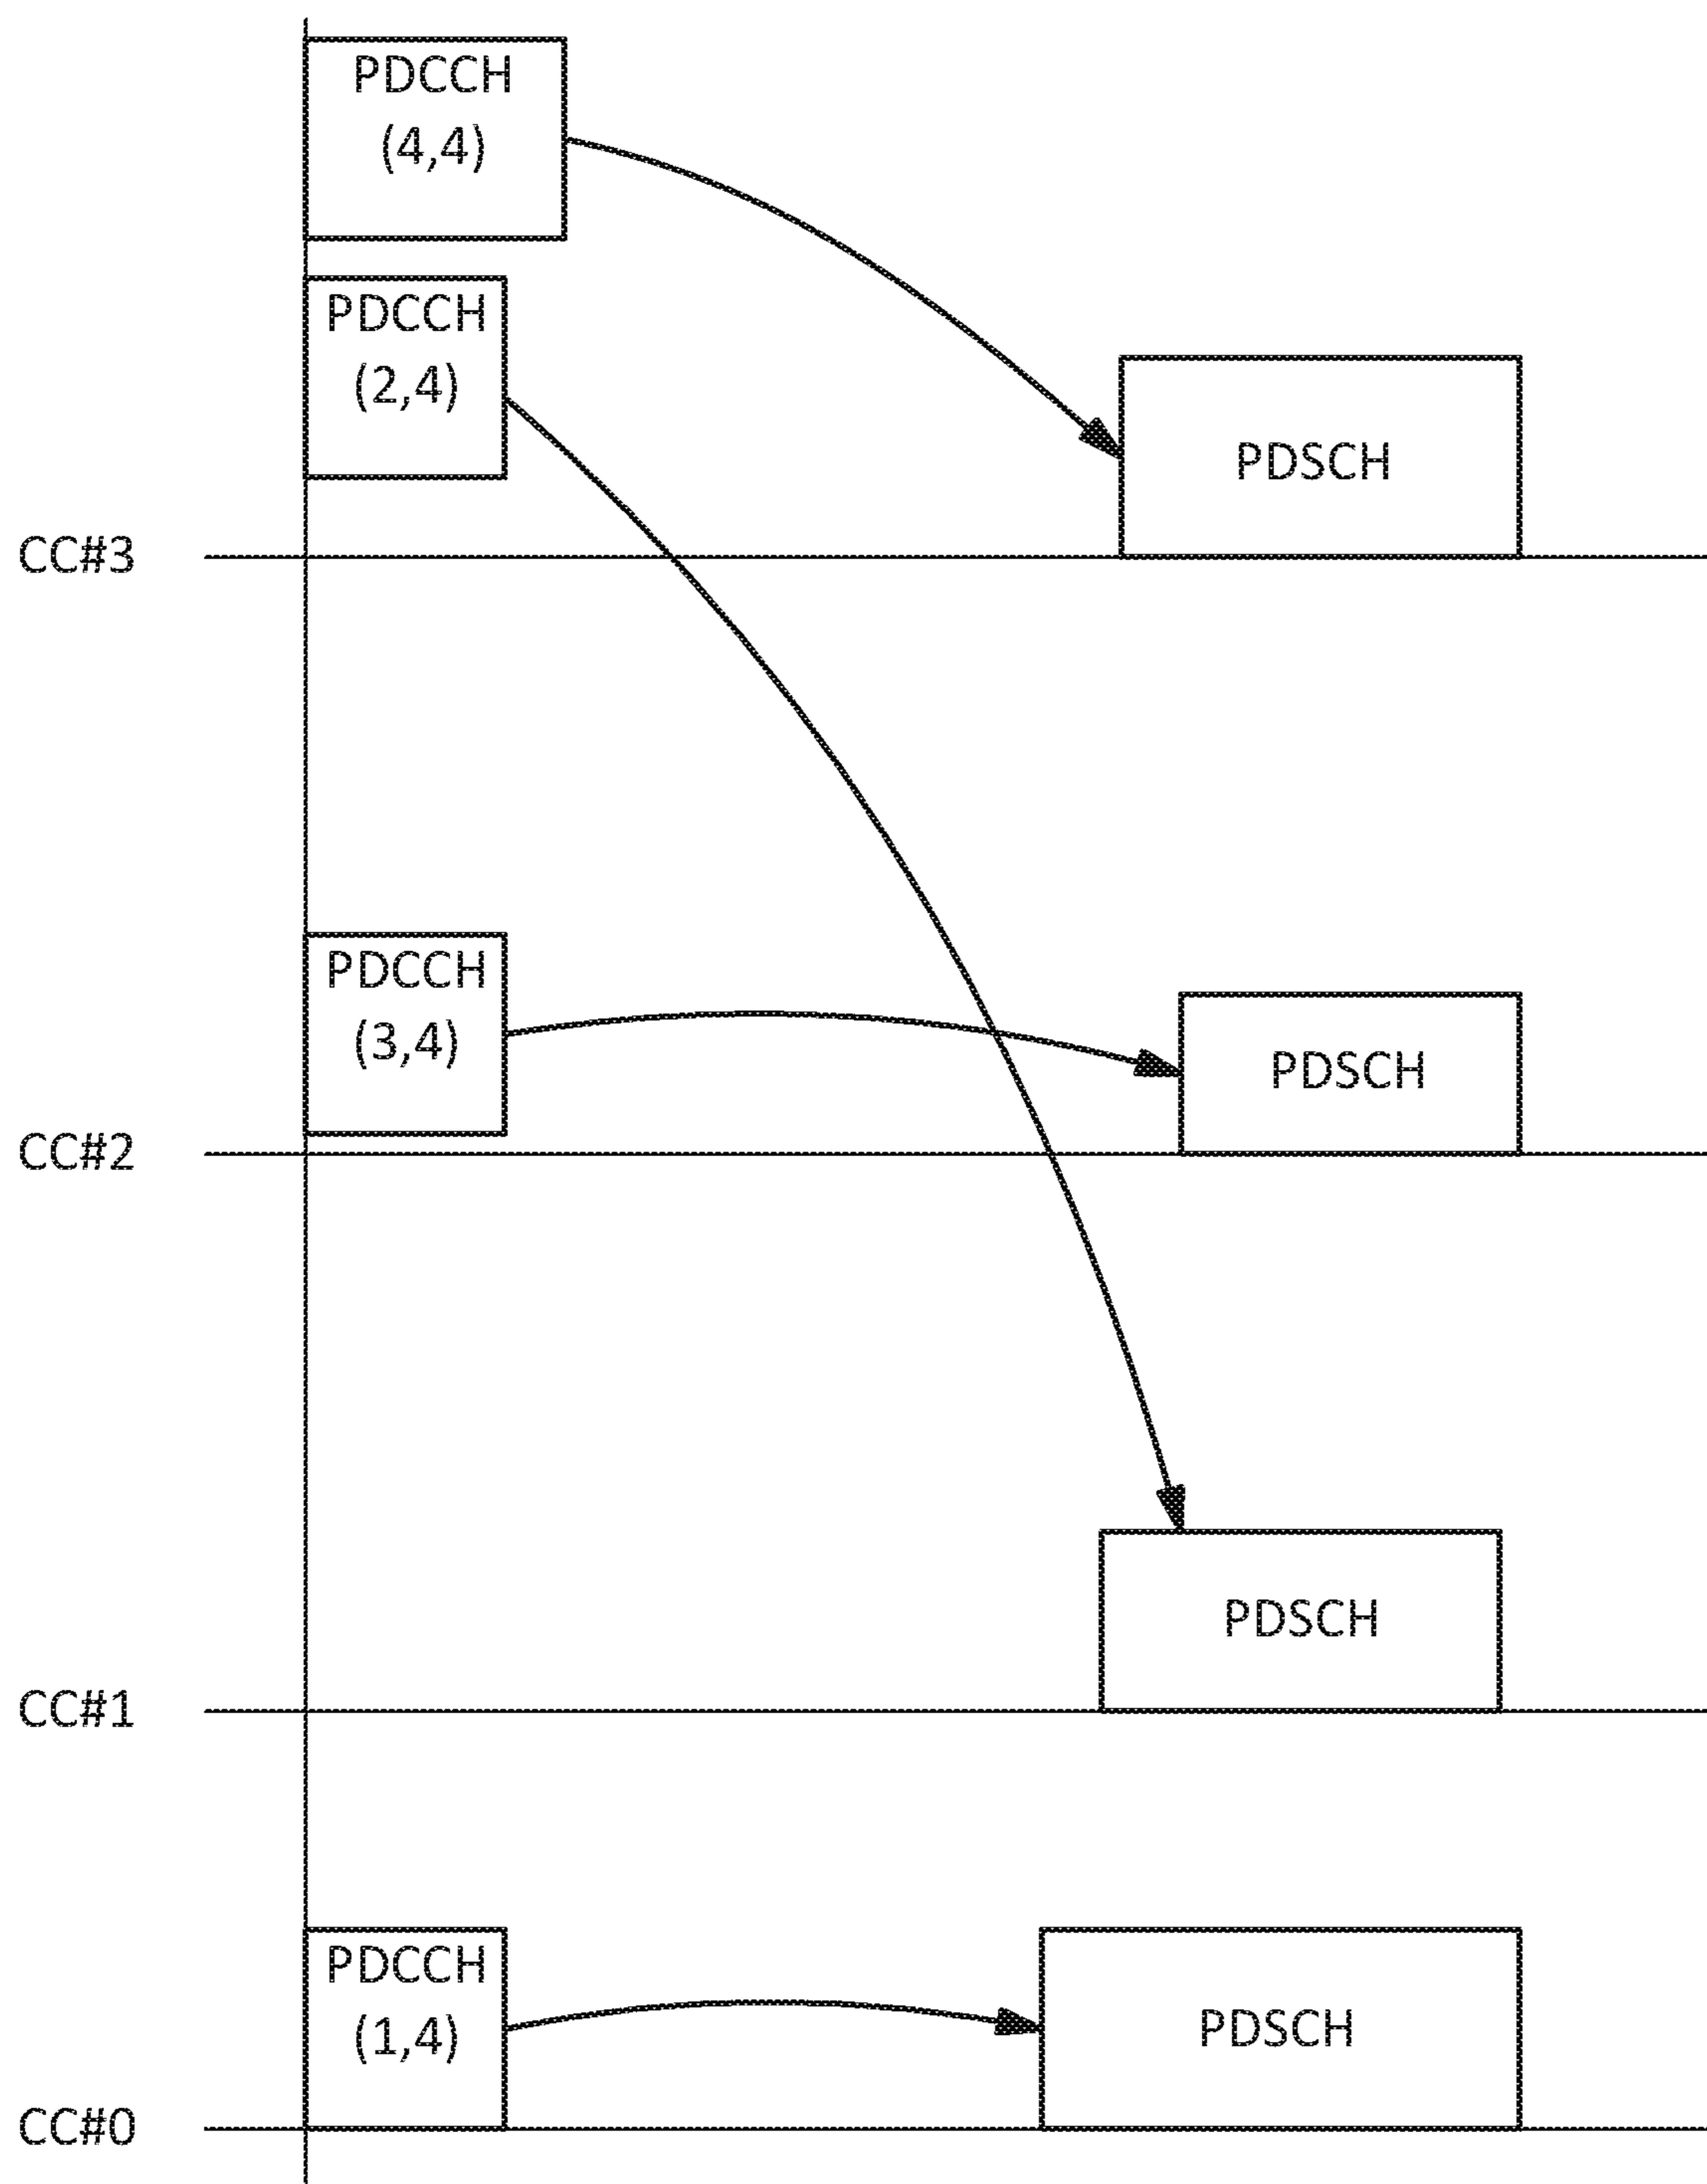 PDCCH
(4,4)
PDCCH
(2,4)
PDSCH
CC#3
PDCCH
(3,4)
PDSCH
CC#2
PDSCH
CC#1
PDCCH
(1,4)
PDSCH
CC#0